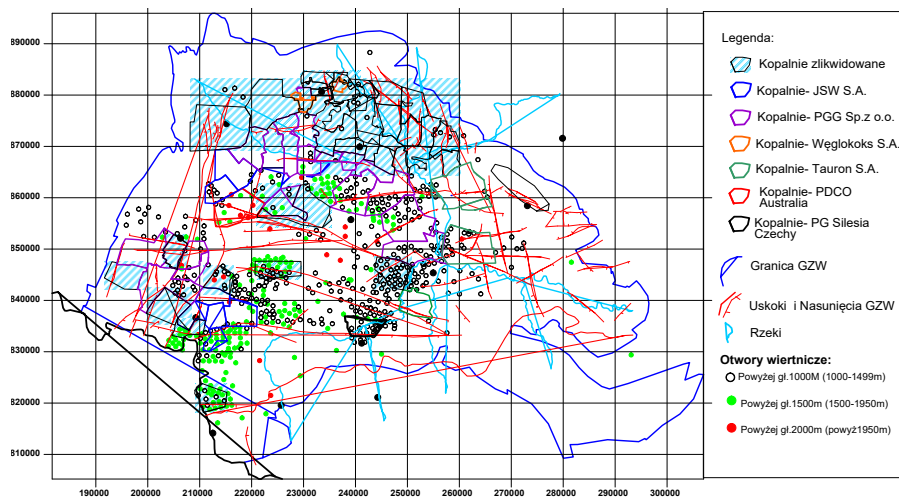 890000
880000
870000
860000
850000
840000
830000
820000
810000
190000 200000 210000 220000 230000 240000 250000 260000 270000 280000 290000 300000
Legenda:
Kopalnie zlikwidowane
Kopalnie- JSW S.A.
Kopalnie- PGG Sp.z o.o.
Kopalnie- Węglokoks S.A.
Kopalnie- Tauron S.A.
Kopalnie- PDCO
Australia
Kopalnie- PG Silesia
Czechy
Granica GZW
Uskoki i Nasunięcia GZW
Rzeki
Otwory wiertnicze:
Powyżej gł.1000M (1000-1499m)
Powyżej gł.1500m (1500-1950m)
Powyżej gł.2000m (powyż1950m)